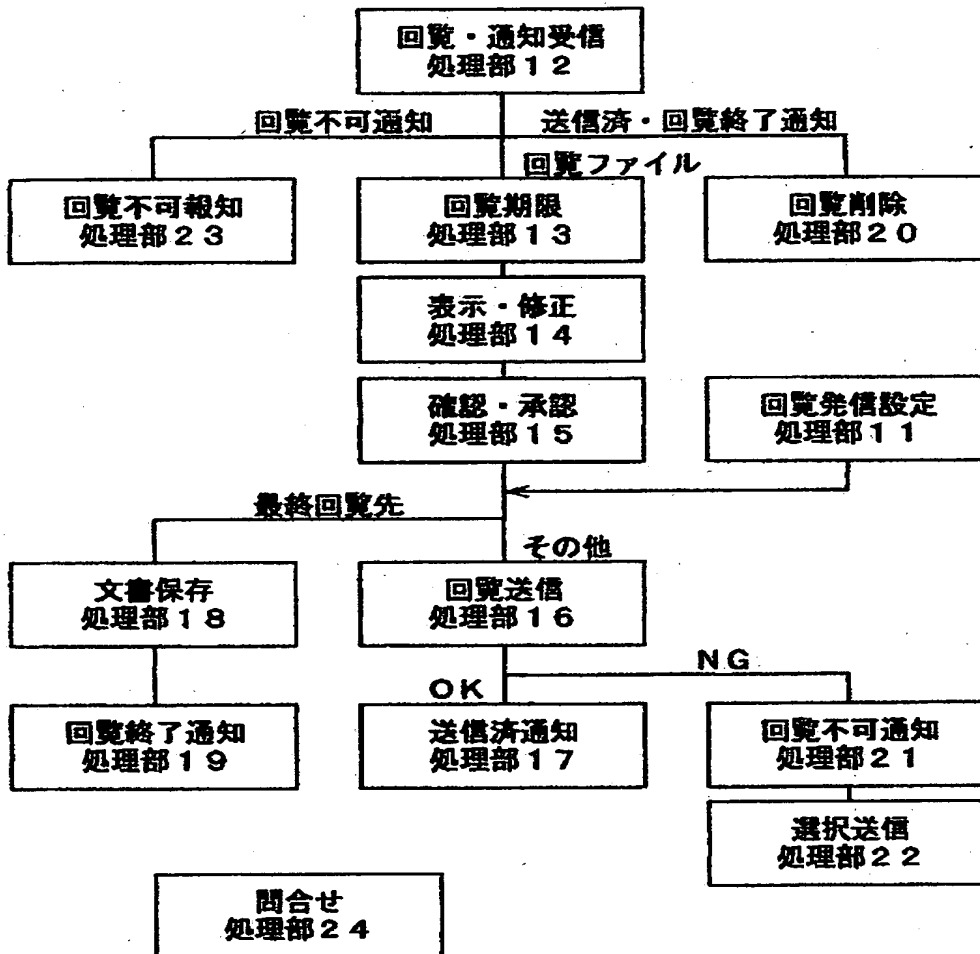 回覧・通知受信
処理部１２
回覧不可通知
送信済・回覧終了通知
回覧ファイル
回覧不可報知
処理部２３
回覧期限
処理部１３
回覧削除
処理部２０
表示・修正
処理部１４
確認・承認
処理部１５
回覧発信設定
処理部１１
最終回覧先
その他
文書保存
処理部１８
回覧送信
処理部１６
ＮＧ
ＯＫ
回覧終了通知
処理部１９
送信済通知
処理部１７
回覧不可通知
処理部２１
選択送信
処理部２２
問合せ
処理部２４